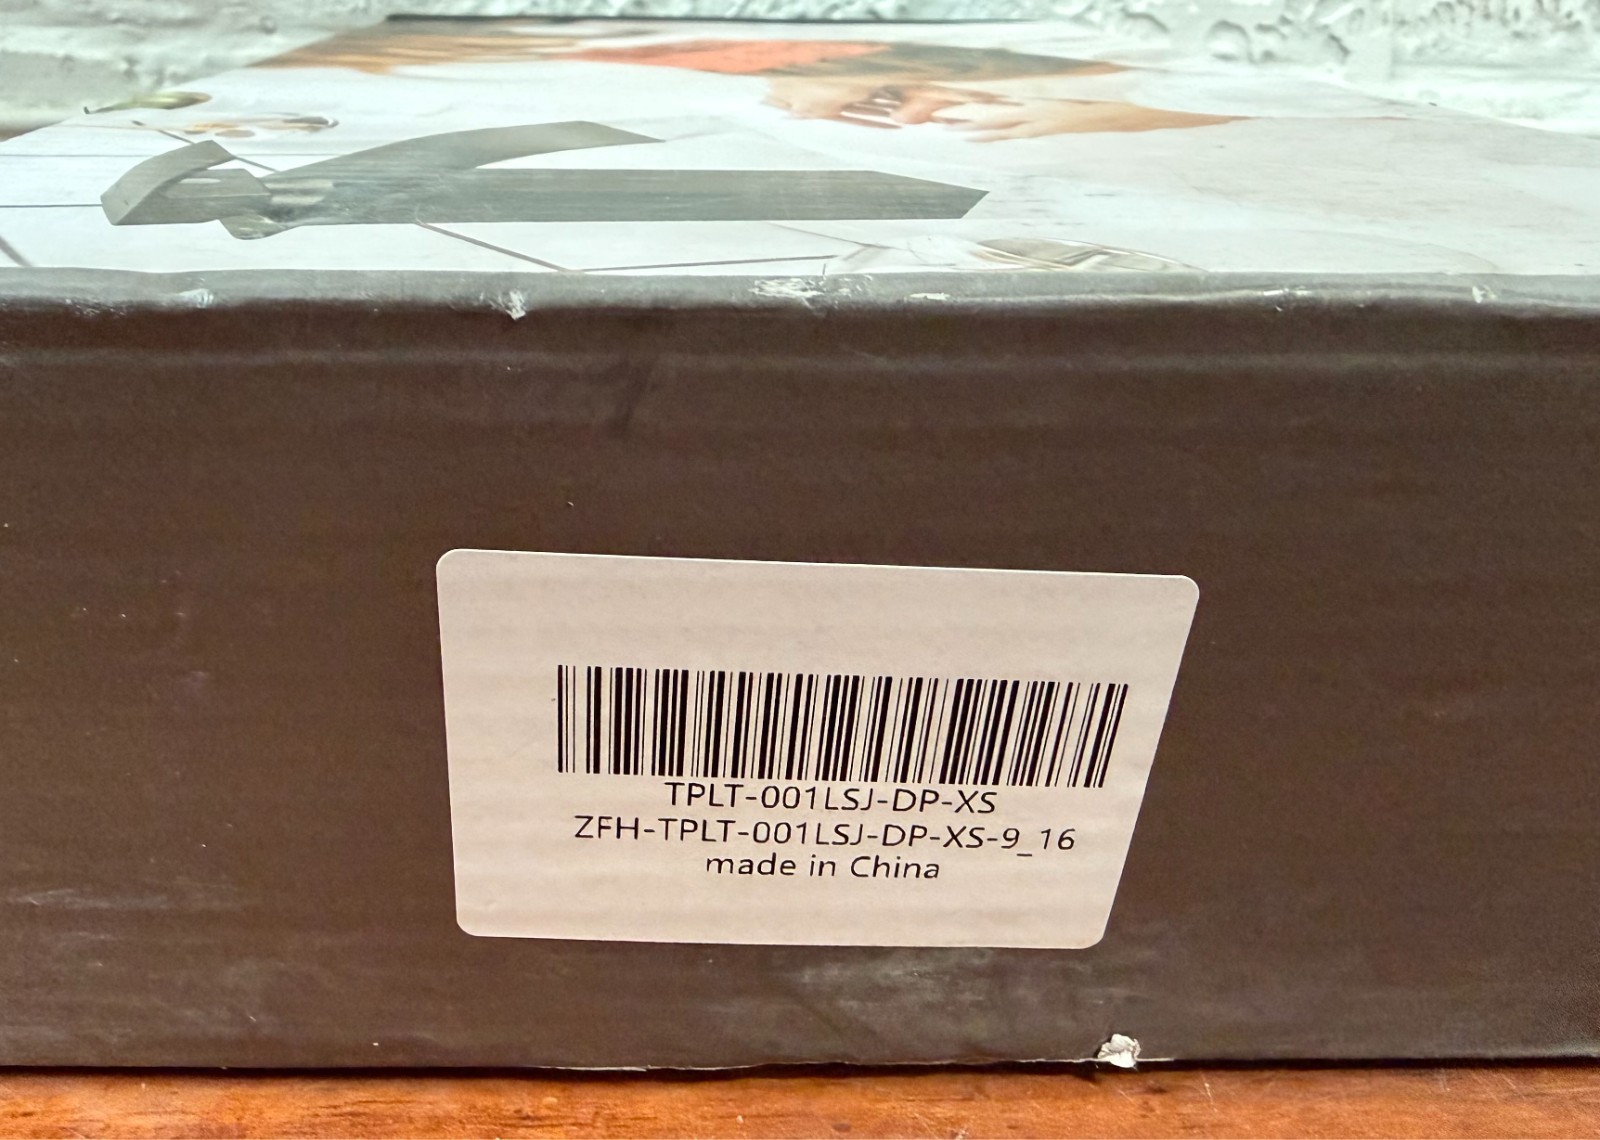 TPLT-001LSJ-DP-XS
ZFH-TPLT-001LSJ-DP-XS-9_16
made in China